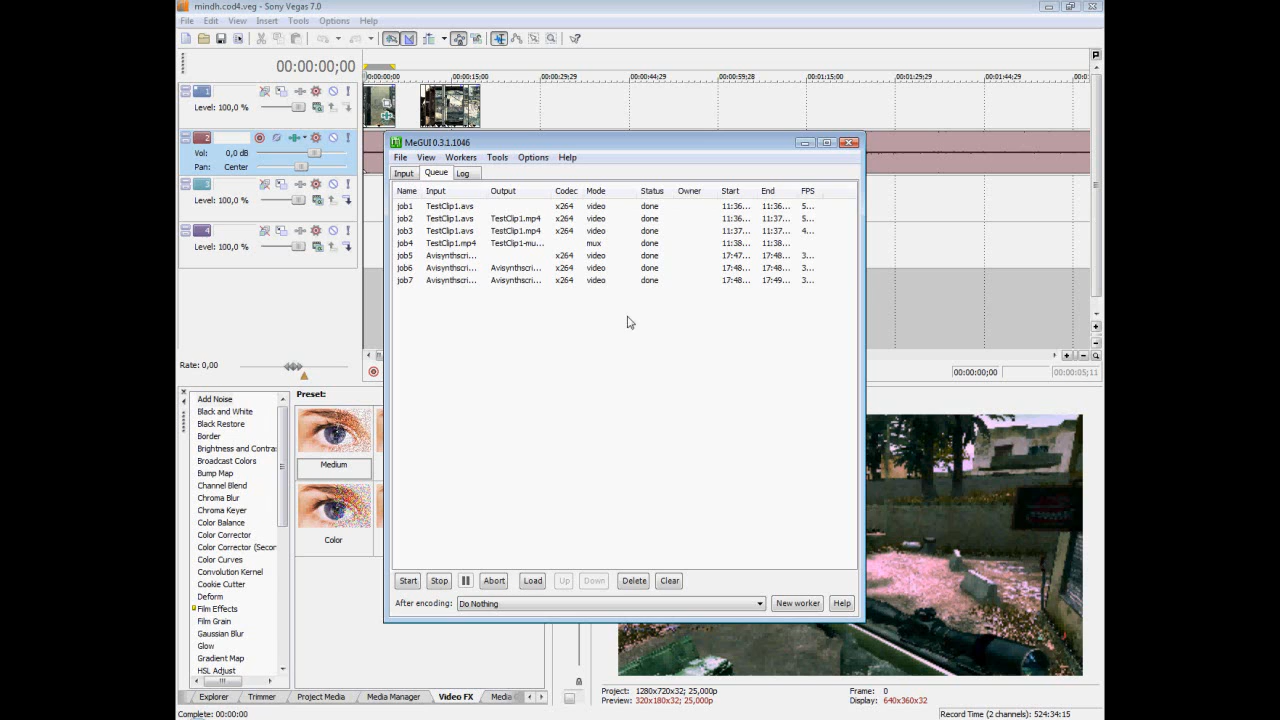 mindh.cod4.veg - Sony Vegas 7.0
File Edit View Insert Tools Options Help
00:00:00;00
00:00:00 00:00:15:00 00:00:29:29 00:00:44:29 00:00:59:28 00:01:15:00 00:01:29:29 00:01:44:29
1
Level: 100,0 %
2
Vol: 0,0 dB
Pan: Center
3
Level: 100,0 %
4
Level: 100,0 %
Rate: 0,00
00:00:00;00 00:00:05;11
MeGUI 0.3.1.1046
File View Workers Tools Options Help
Input Queue Log
Name Input Output Codec Mode Status Owner Start End FPS
job1 TestClip1.avs x264 video done 11:36... 11:36... 5...
job2 TestClip1.avs TestClip1.mp4 x264 video done 11:36... 11:37... 5...
job3 TestClip1.avs TestClip1.mp4 x264 video done 11:37... 11:37... 4...
job4 TestClip1.mp4 TestClip1-mu... mux done 11:38... 11:38...
job5 Avisynthscri... x264 video done 17:47... 17:48... 3...
job6 Avisynthscri... Avisynthscri... x264 video done 17:48... 17:48... 3...
job7 Avisynthscri... Avisynthscri... x264 video done 17:48... 17:49... 3...
Start Stop Abort Load Up Down Delete Clear
After encoding: Do Nothing New worker Help
Add Noise
Black and White
Black Restore
Border
Brightness and Contra
Broadcast Colors
Bump Map
Channel Blend
Chroma Blur
Chroma Keyer
Color Balance
Color Corrector
Color Corrector (Secor
Color Curves
Convolution Kernel
Cookie Cutter
Deform
Film Effects
Film Grain
Gaussian Blur
Glow
Gradient Map
HSL Adjust
Preset:
Medium
Color
Explorer Trimmer Project Media Media Manager Video FX Media
Project: 1280x720x32; 25,000p
Preview: 320x180x32; 25,000p
Frame: 0
Display: 640x360x32
Complete: 00:00:00
Record Time (2 channels): 524:34:15